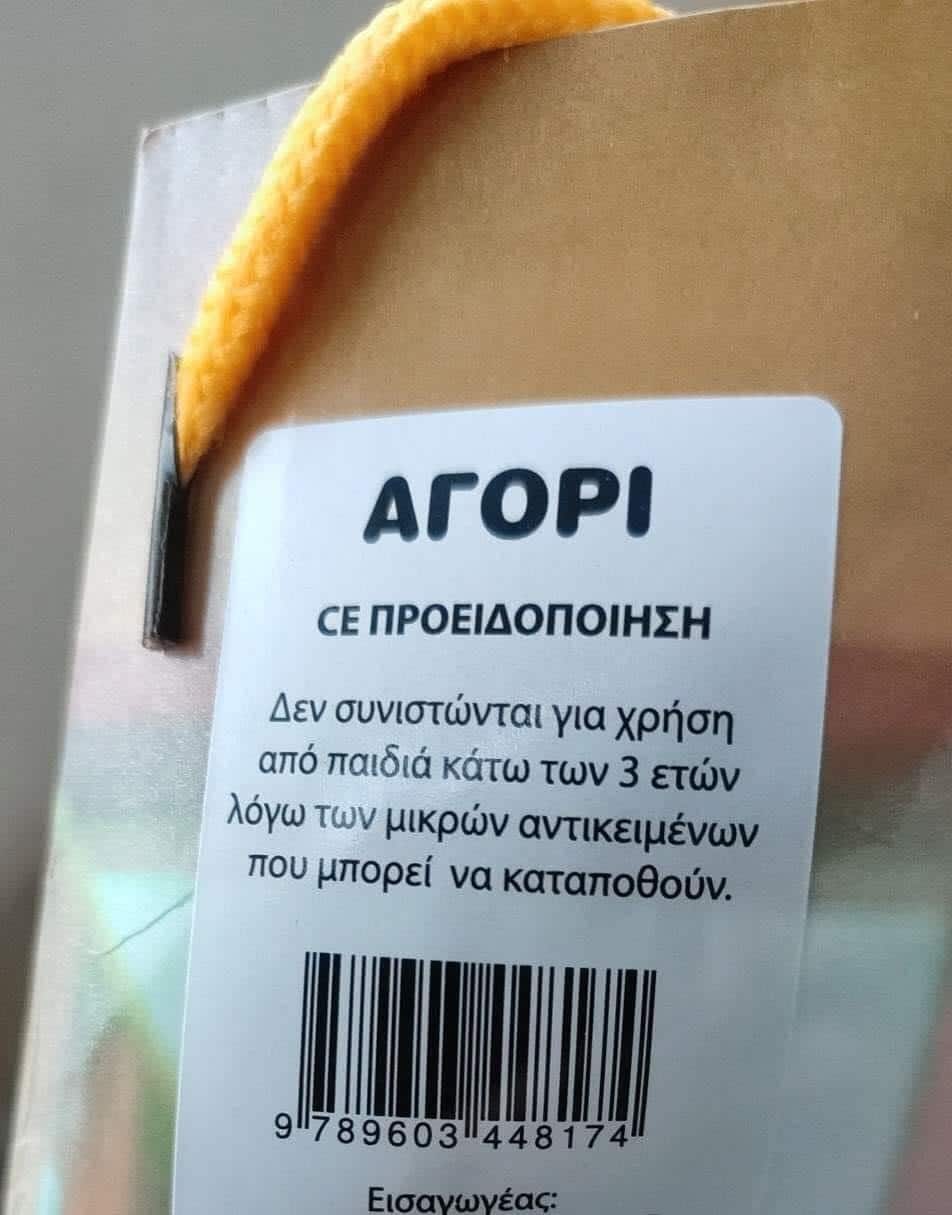 ΑΓΟΡΙ
CE ΠΡΟΕΙΔΟΠΟΙΗΣΗ
Δεν συνιστώνται για χρήση
από παιδιά κάτω των 3 ετών
λόγω των μικρών αντικειμένων
που μπορεί να καταποθούν.
9 789603 448174
Εισαγωγέας: